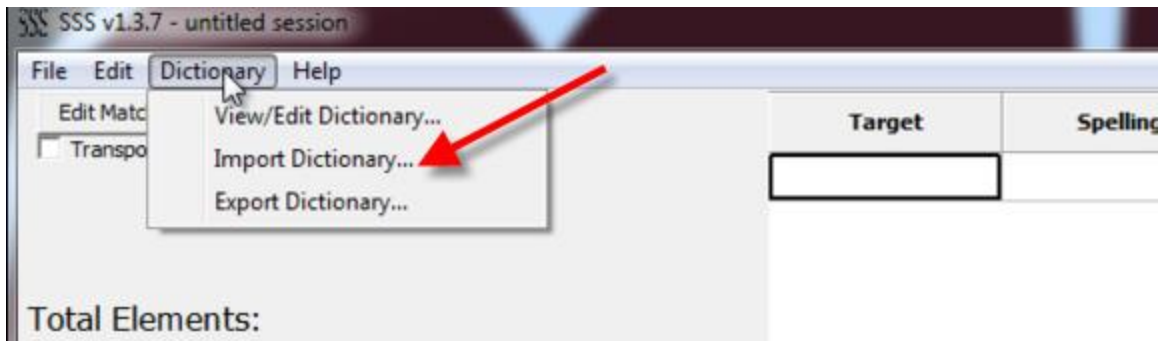 SSS SSS v1.3.7 - untitled session
File Edit Dictionary Help
Edit Matc
Transpo
View/Edit Dictionary...
Import Dictionary...
Export Dictionary...
Target Spelling
Total Elements: